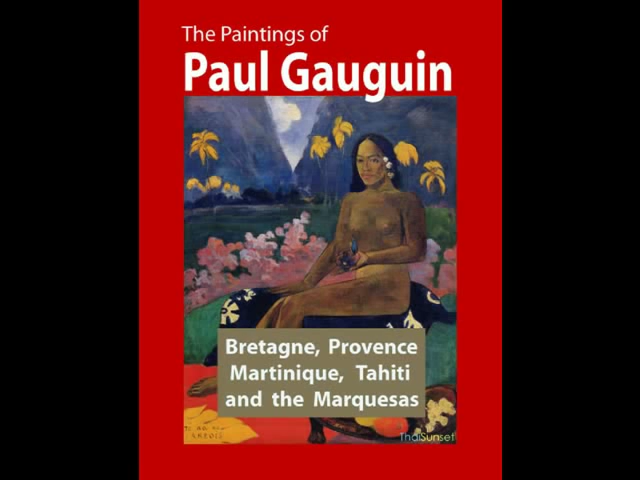 The Paintings of
Paul Gauguin
Bretagne, Provence
Martinique, Tahiti
and the Marquesas
ThaiSunset